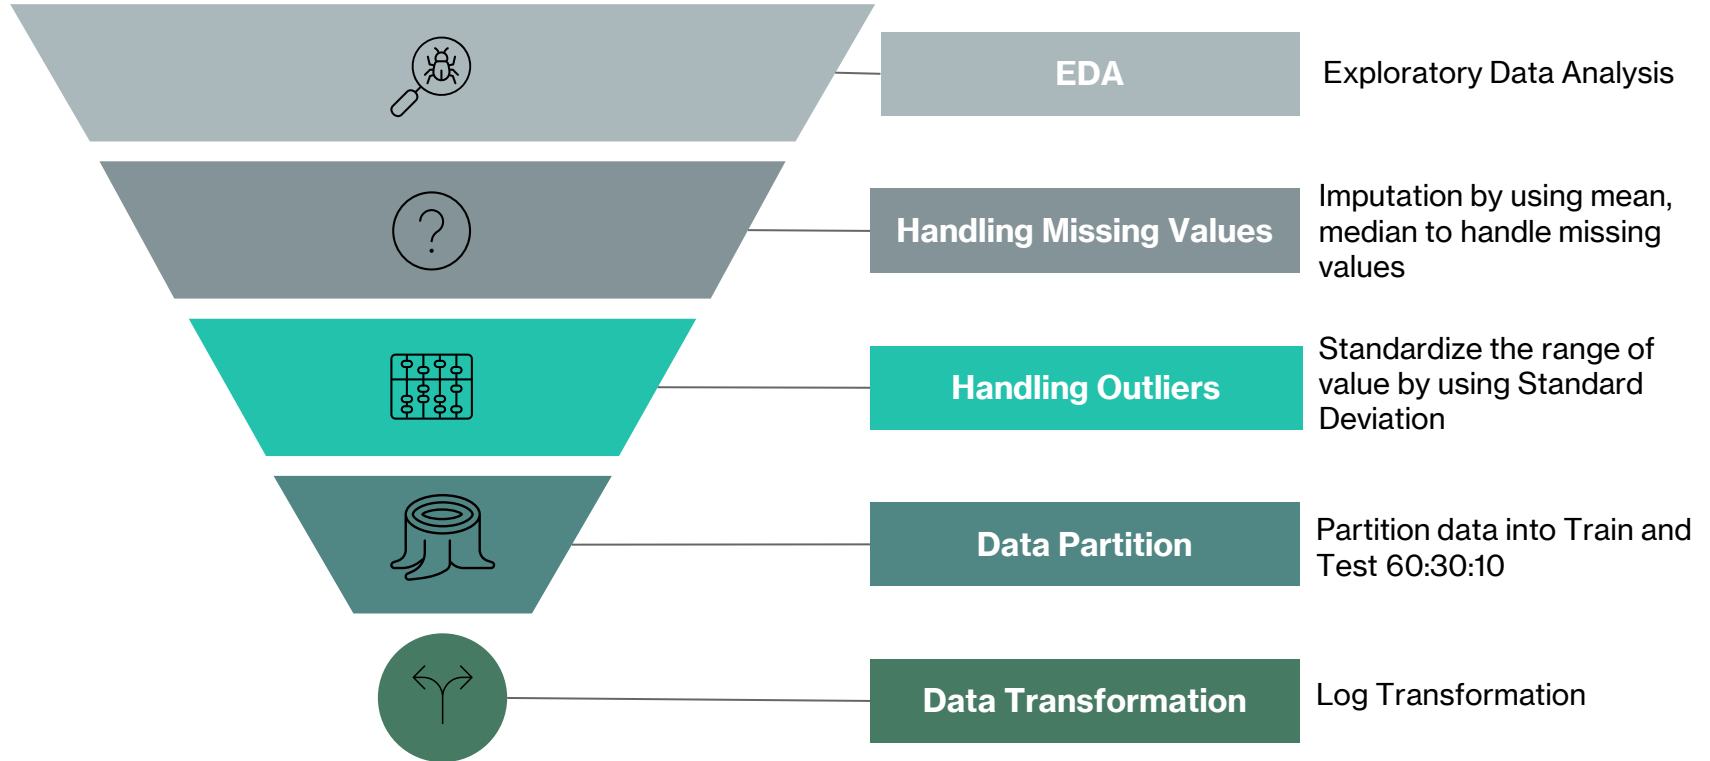 EDA
Exploratory Data Analysis
Handling Missing Values
Imputation by using mean,
median to handle missing
values
Handling Outliers
Standardize the range of
value by using Standard
Deviation
Data Partition
Partition data into Train and
Test 60:30:10
Data Transformation
Log Transformation